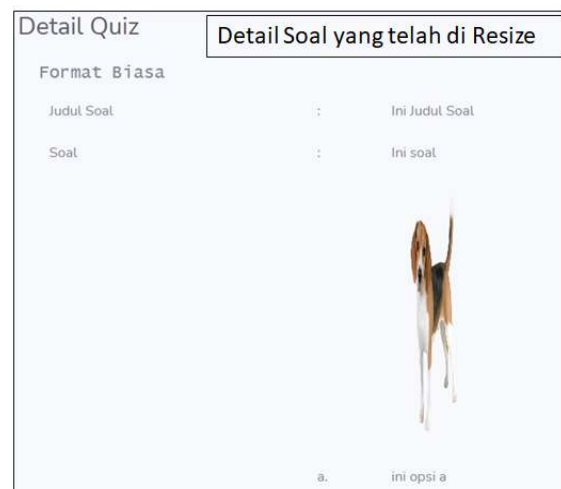 Detail Quiz
Detail Soal yang telah di Resize
Format Biasa
Judul Soal : Ini Judul Soal
Soal : Ini soal
a. ini opsi a